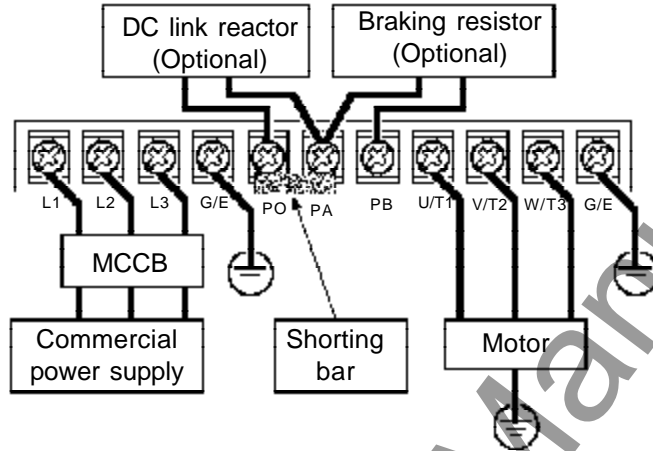 DC link reactor
(Optional)
Braking resistor
(Optional)
L1 L2 L3 G/E PO PA PB U/T1 V/T2 W/T3 G/E
MCCB
Commercial
power supply
Shorting
bar
Motor
Man